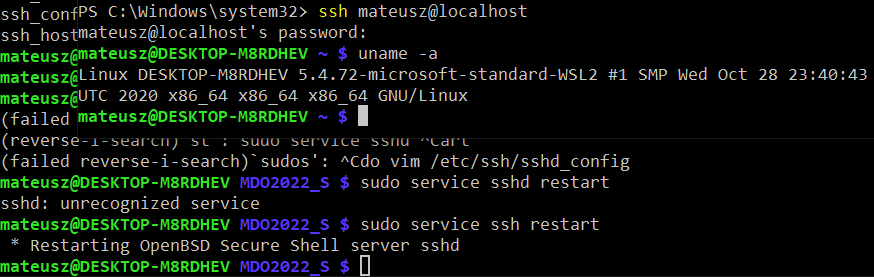 ssh_conf
PS C:\Windows\system32> ssh mateusz@localhost
ssh_host
mateusz@localhost's password:
mateusz@
mateusz@DESKTOP-M8RDHEV ~ $ uname -a
mateusz@
Linux DESKTOP-M8RDHEV 5.4.72-microsoft-standard-WSL2 #1 SMP Wed Oct 28 23:40:43
mateusz@
UTC 2020 x86_64 x86_64 x86_64 GNU/Linux
(failed
mateusz@DESKTOP-M8RDHEV ~ $
(reverse-i-search) st : sudo service sshd ^Cart
(failed reverse-i-search)`sudos': ^Cdo vim /etc/ssh/sshd_config
mateusz@DESKTOP-M8RDHEV MDO2022_S $ sudo service sshd restart
sshd: unrecognized service
mateusz@DESKTOP-M8RDHEV MDO2022_S $ sudo service ssh restart
 * Restarting OpenBSD Secure Shell server sshd
mateusz@DESKTOP-M8RDHEV MDO2022_S $